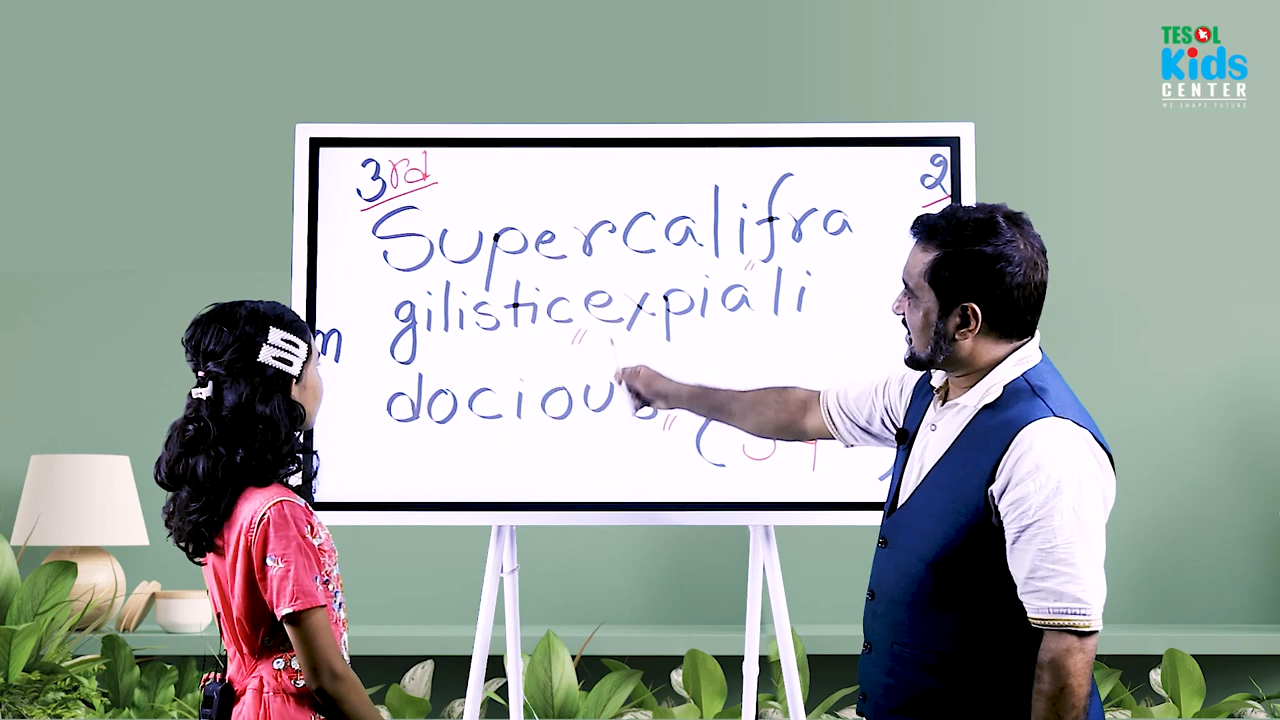 TESOL
Kids
CENTER
WE SHAPE FUTURE
3rd
2
Supercalifra
gilisticexpiali
m
docious